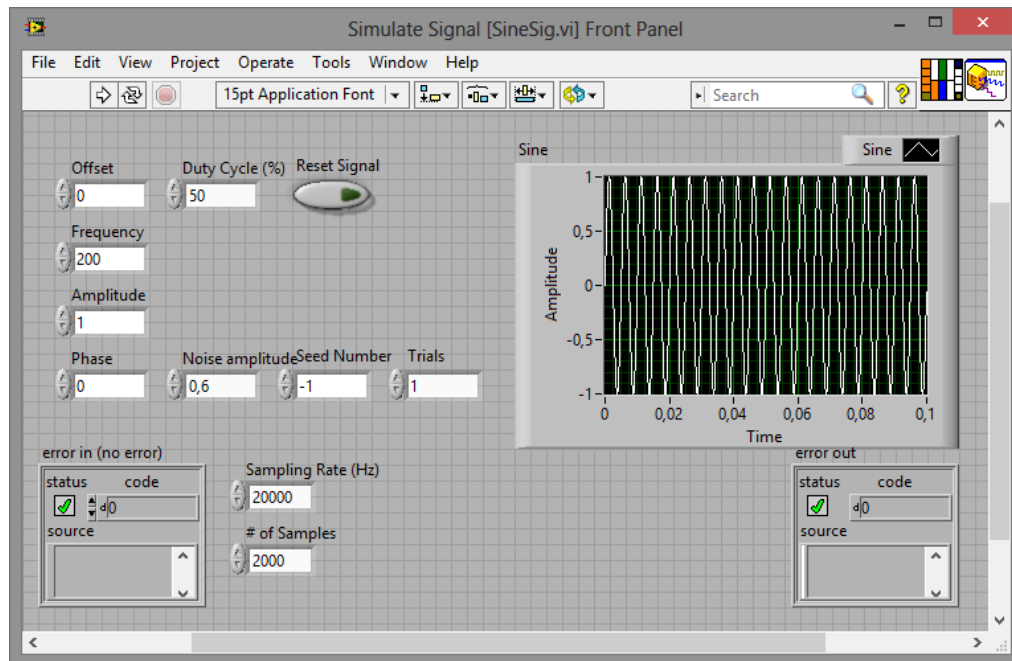 Simulate Signal [SineSig.vi] Front Panel
File Edit View Project Operate Tools Window Help
15pt Application Font
Search
?
Offset
0
Duty Cycle (%)
50
Reset Signal
Frequency
200
Amplitude
1
Phase
0
Noise amplitude
0,6
Seed Number
-1
Trials
1
Sine
Sine
Amplitude
1
0,5
0
-0,5
-1
0 0,02 0,04 0,06 0,08 0,1
Time
error in (no error)
status code
d0
source
Sampling Rate (Hz)
20000
# of Samples
2000
error out
status code
d0
source